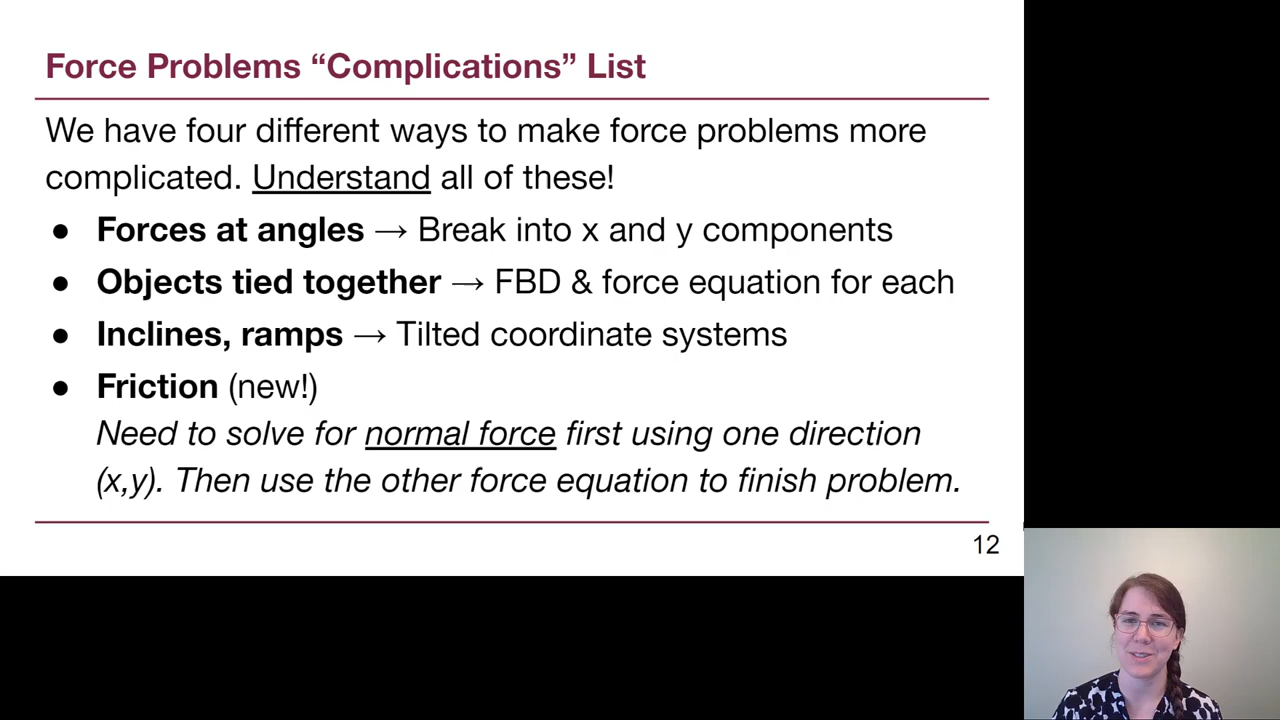 Force Problems “Complications” List
We have four different ways to make force problems more
complicated. Understand all of these!
● Forces at angles → Break into x and y components
● Objects tied together → FBD & force equation for each
● Inclines, ramps → Tilted coordinate systems
● Friction (new!)
Need to solve for normal force first using one direction
(x,y). Then use the other force equation to finish problem.
12